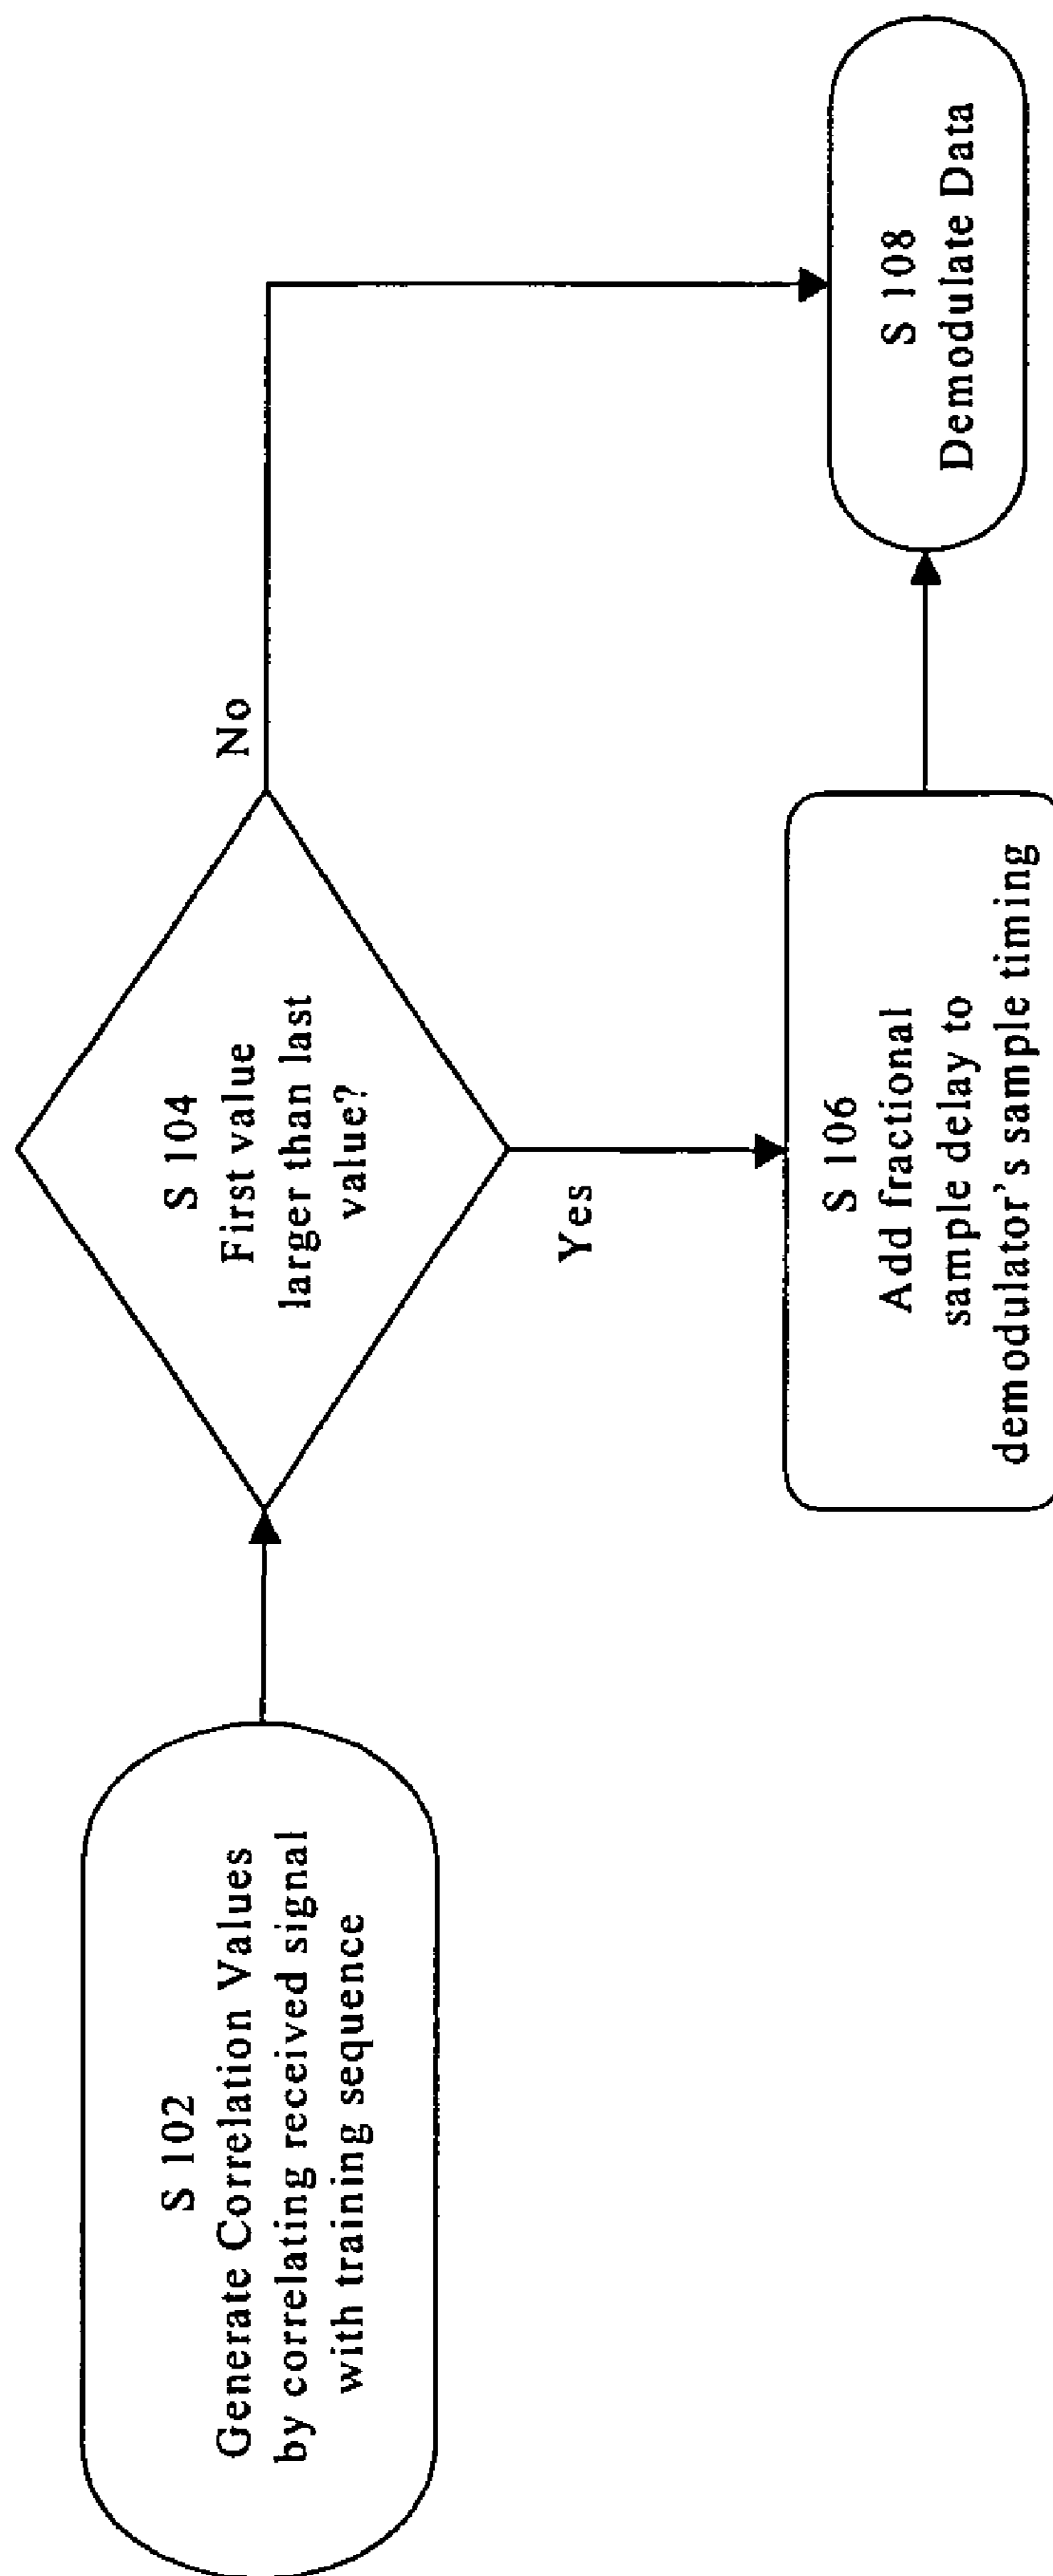 S 102
Generate Correlation Values
by correlating received signal
with training sequence
S 104
First value
larger than last
value?
No
Yes
S 106
Add fractional
sample delay to
demodulator's sample timing
S 108
Demodulate Data